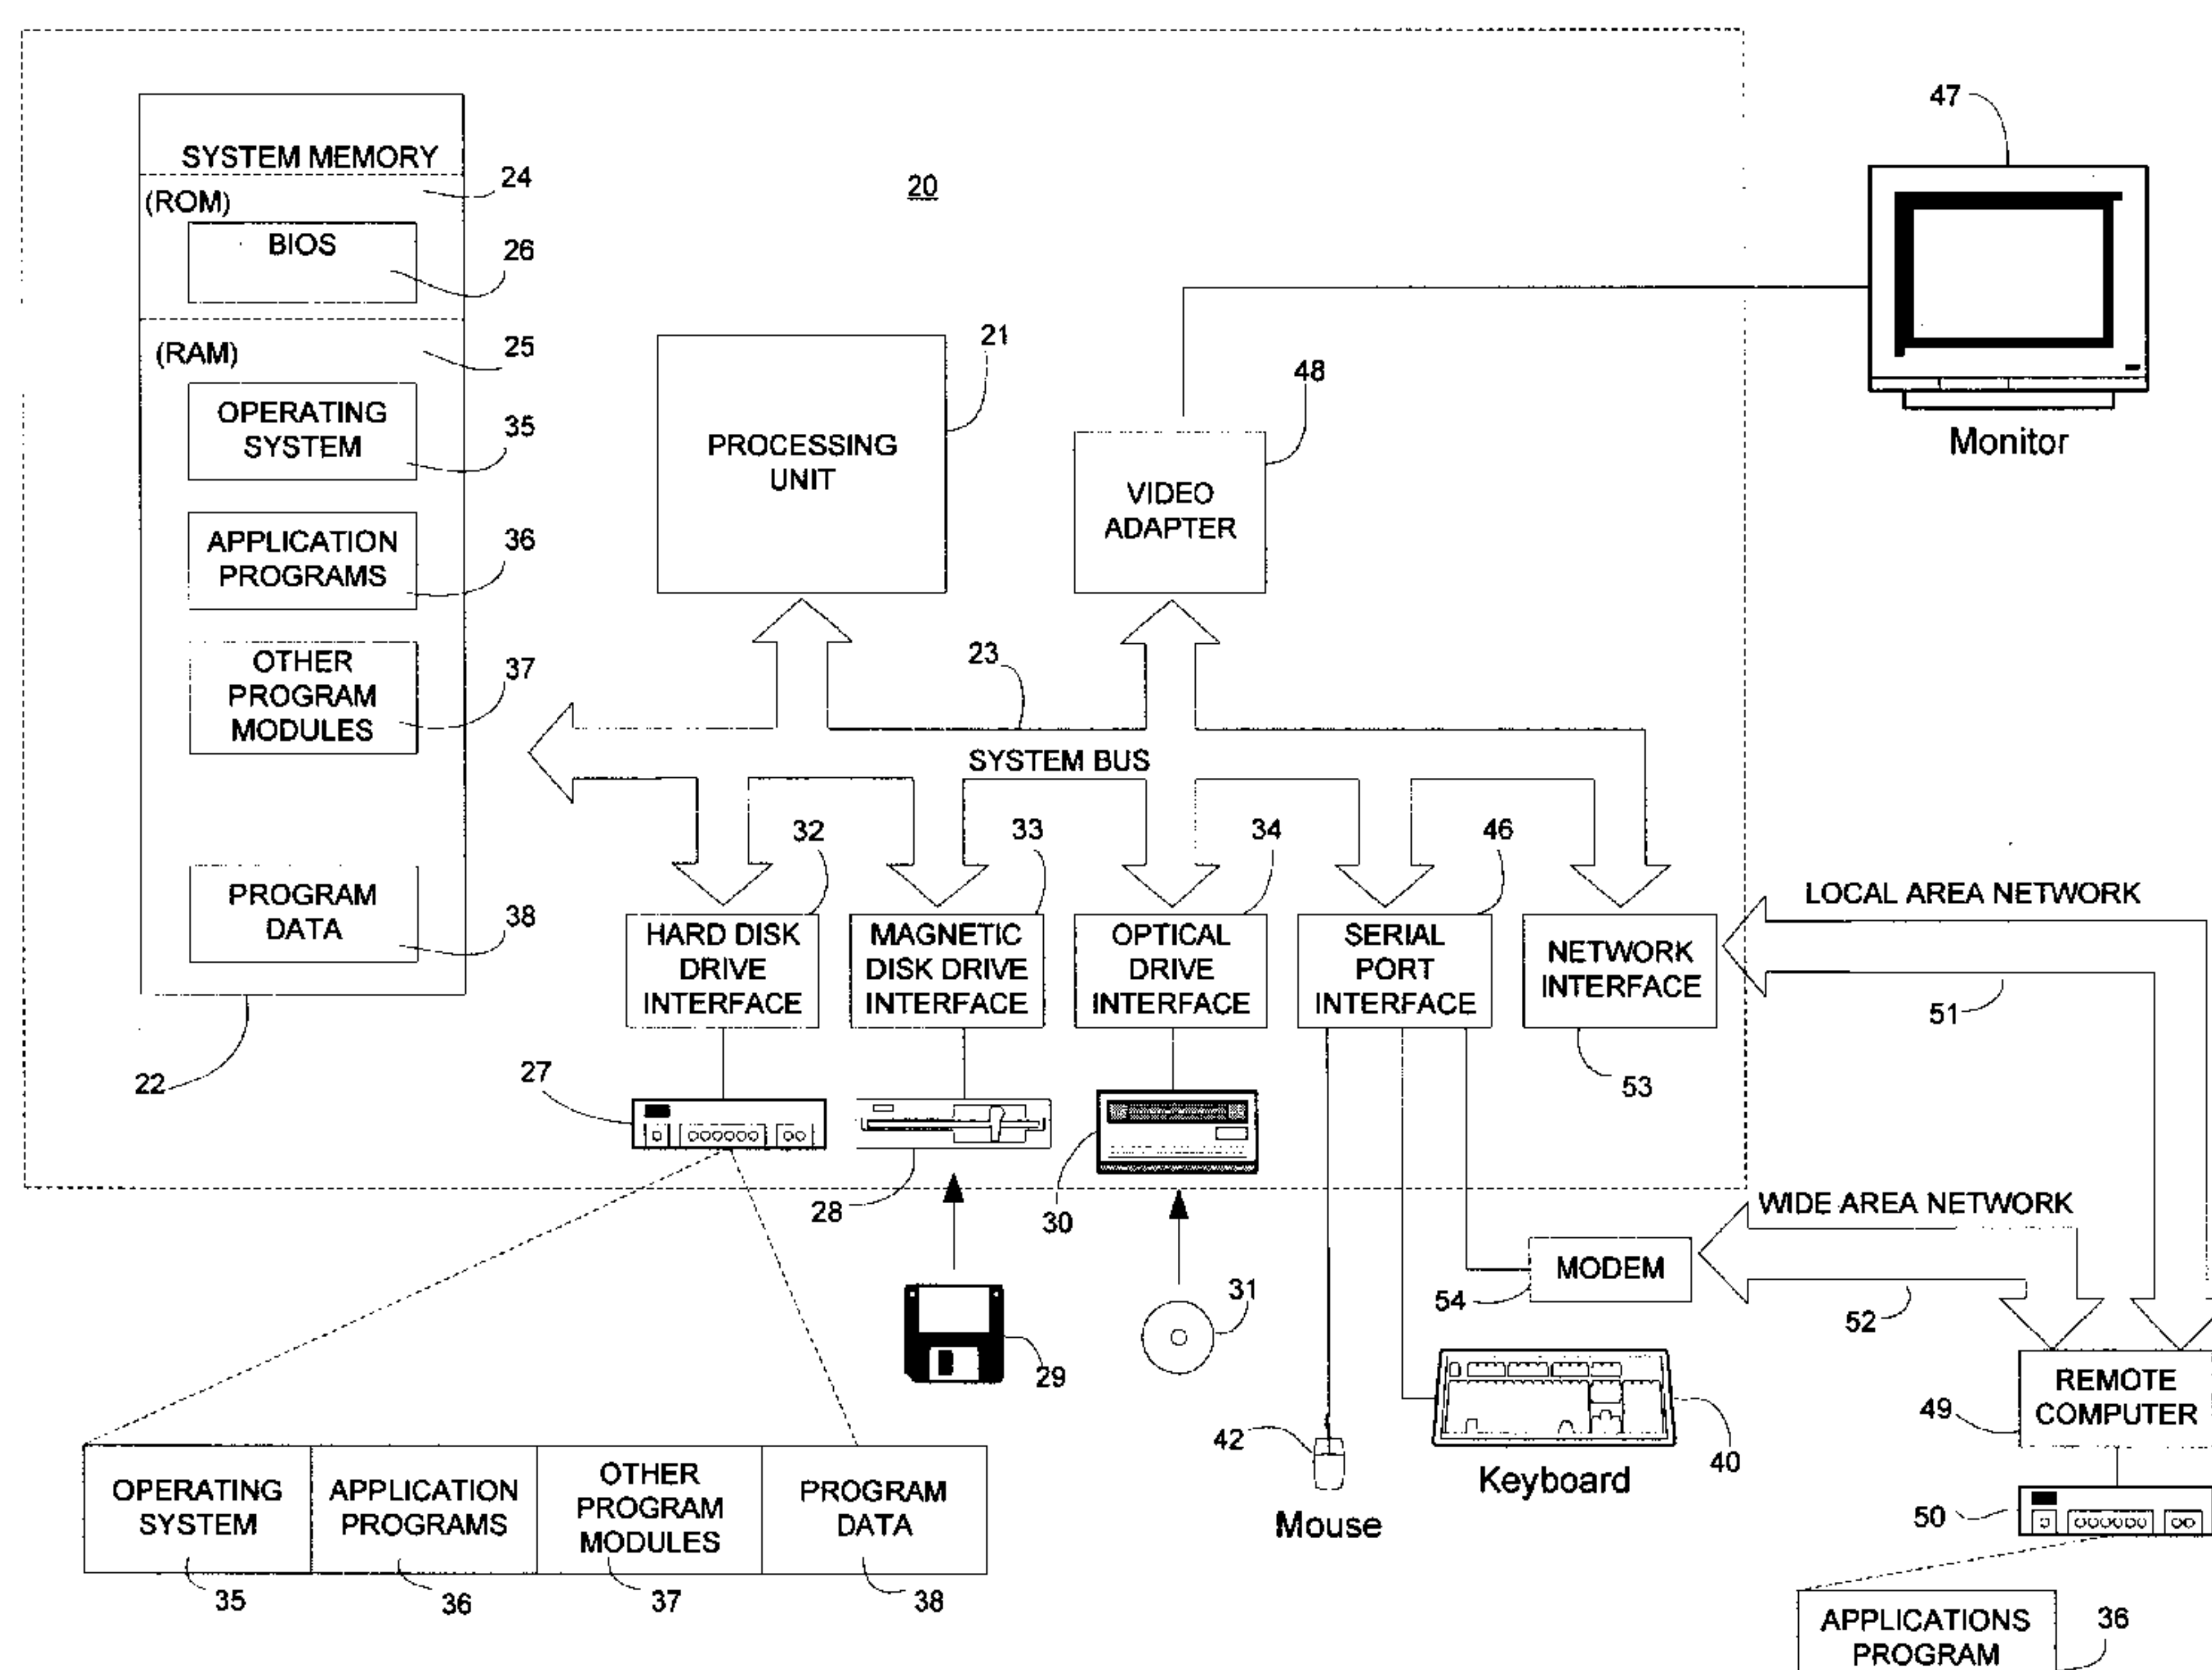 47
SYSTEM MEMORY
24
20
(ROM)
BIOS
26
21
(RAM)
25
48
OPERATING
SYSTEM
35
PROCESSING
UNIT
Monitor
VIDEO
ADAPTER
APPLICATION
PROGRAMS
36
OTHER
PROGRAM
MODULES
37
23
SYSTEM BUS
32
33
34
46
PROGRAM
DATA
38
LOCAL AREA NETWORK
HARD DISK
DRIVE
INTERFACE
MAGNETIC
DISK DRIVE
INTERFACE
OPTICAL
DRIVE
INTERFACE
SERIAL
PORT
INTERFACE
NETWORK
INTERFACE
51
22
27
53
28
30
WIDE AREA NETWORK
MODEM
54
31
52
29
REMOTE
COMPUTER
49
42
40
Keyboard
Mouse
50
OPERATING
SYSTEM
APPLICATION
PROGRAMS
OTHER
PROGRAM
MODULES
PROGRAM
DATA
35
36
37
38
APPLICATIONS
PROGRAM
36